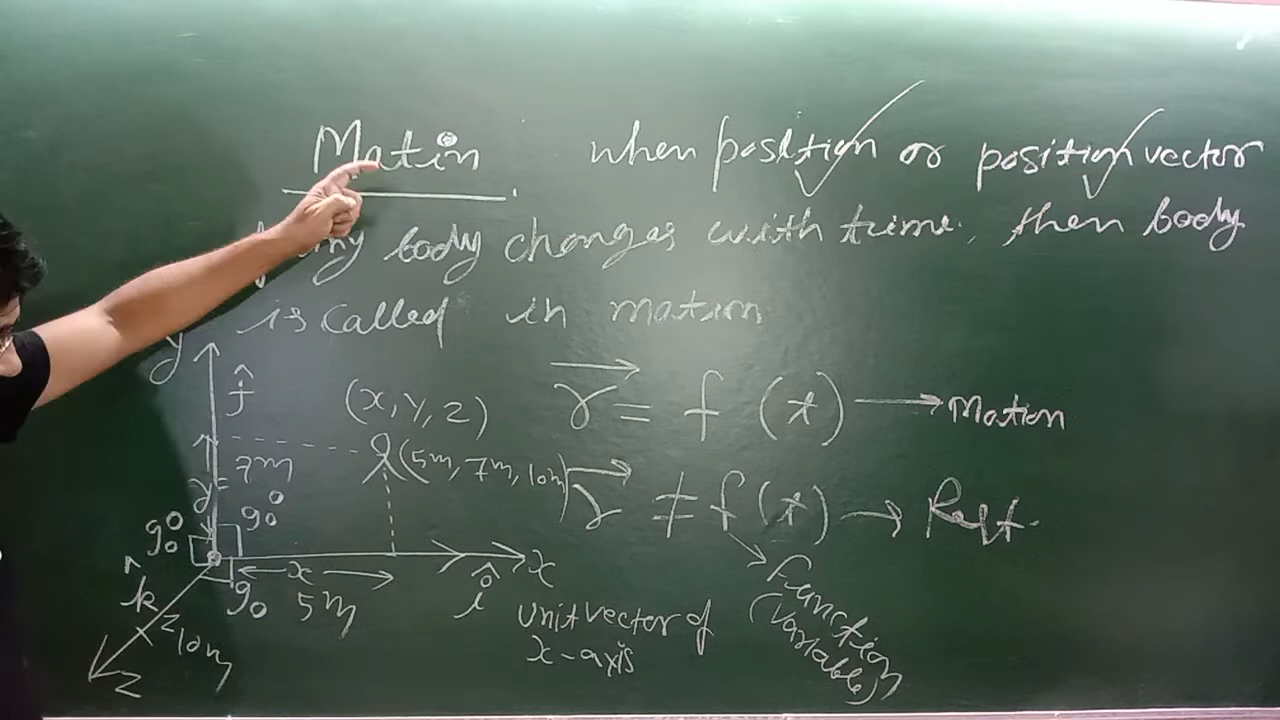 Motion when position or position vector
body changes with time, then body
is called in motion
y
ĵ
(x, y, z)
r⃗ = f (t) → Motion
7m
(5m, 7m, 10m)
r⃗ ≠ f (t) → Rest.
y
90°
90°
90°
x
x
k̂
5m
î
z
10m
z
unit vector of
x-axis
Function
(variable)